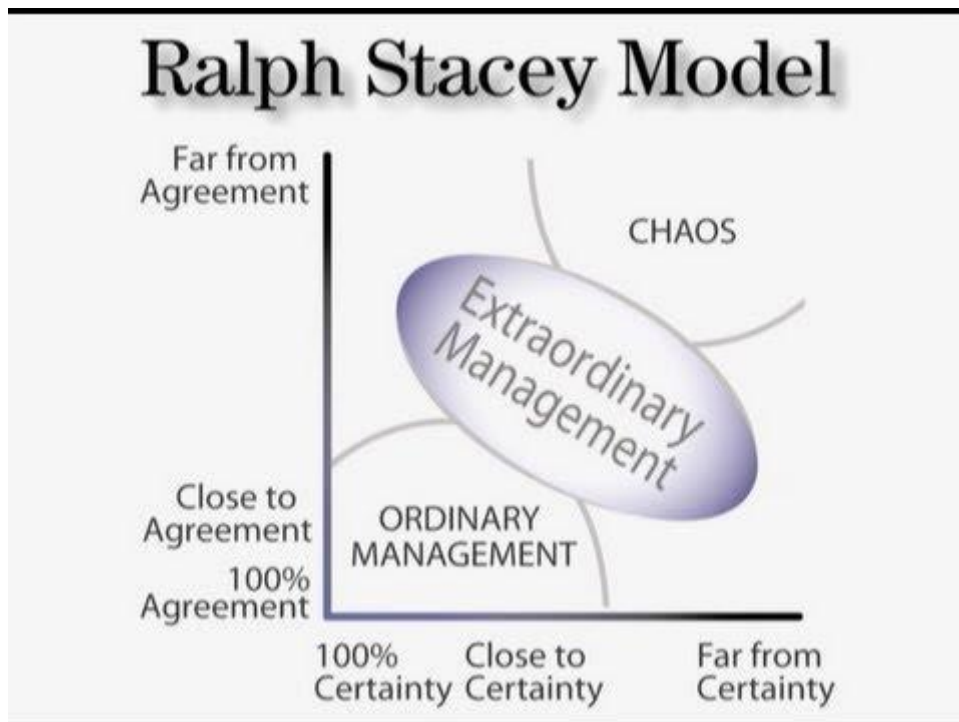 Ralph Stacey Model
Far from
Agreement
CHAOS
Extraordinary
Management
Close to
Agreement
ORDINARY
MANAGEMENT
100%
Agreement
100%
Certainty
Close to
Certainty
Far from
Certainty